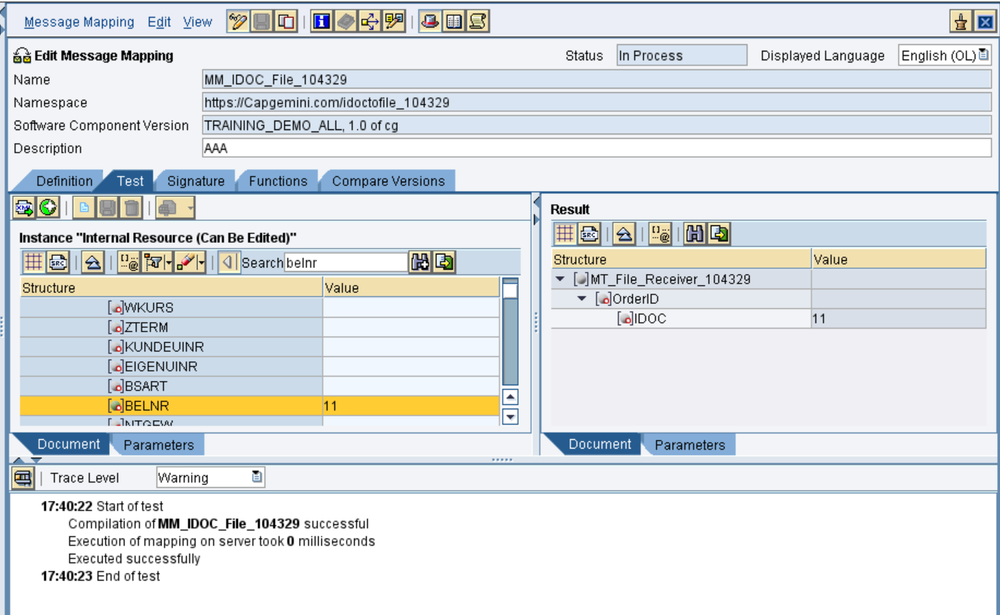 Message Mapping Edit View
Edit Message Mapping
Status In Process Displayed Language English (OL)
Name MM_IDOC_File_104329
Namespace https://Capgemini.com/idoctofile_104329
Software Component Version TRAINING_DEMO_ALL, 1.0 of cg
Description AAA
Definition Test Signature Functions Compare Versions
Instance "Internal Resource (Can Be Edited)"
SRC Search belnr
Structure Value
WKURS
ZTERM
KUNDEUINR
EIGENUINR
BSART
BELNR 11
NTGEW
Document Parameters
Result
SRC
Structure Value
MT_File_Receiver_104329
OrderID
IDOC 11
Document Parameters
Trace Level Warning
17:40:22 Start of test
Compilation of MM_IDOC_File_104329 successful
Execution of mapping on server took 0 milliseconds
Executed successfully
17:40:23 End of test